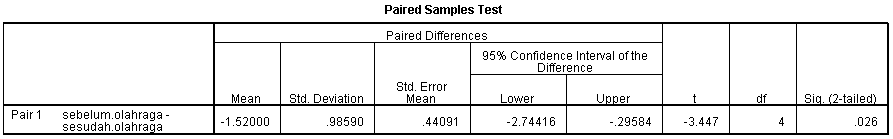 Paired Samples Test
Paired Differences
95% Confidence Interval of the
Difference
Mean Std. Deviation Std. Error
Mean Lower Upper t df Sig. (2-tailed)
Pair 1 sebelum.olahraga -
sesudah.olahraga -1.52000 .98590 .44091 -2.74416 -.29584 -3.447 4 .026